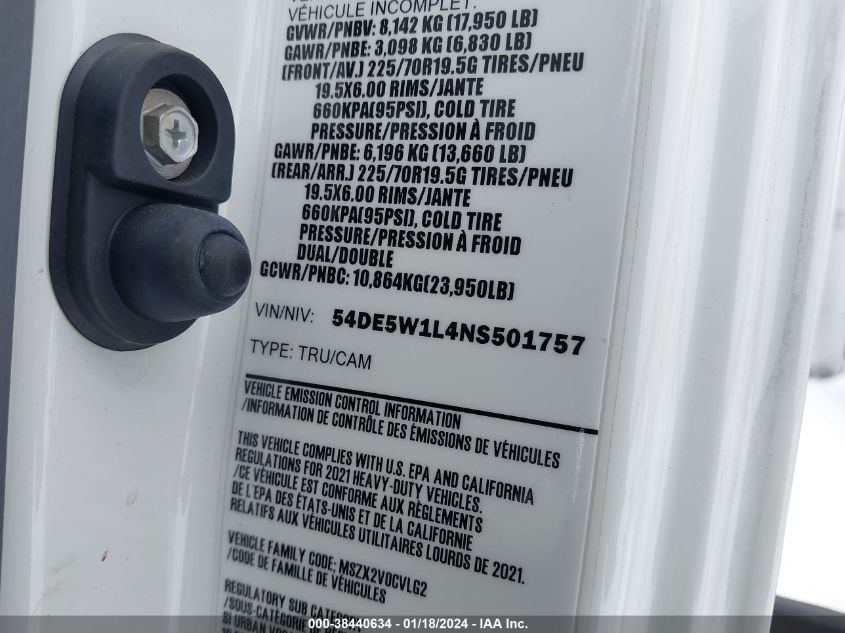 VÉHICULE INCOMPLET.
GVWR/PNBV: 8,142 KG (17,950 LB)
GAWR/PNBE: 3,098 KG (6,830 LB)
(FRONT/AV.) 225/70R19.5G TIRES/PNEU
19.5X6.00 RIMS/JANTE
660KPA(95PSI), COLD TIRE
PRESSURE/PRESSION À FROID
GAWR/PNBE: 6,196 KG (13,660 LB)
(REAR/ARR.) 225/70R19.5G TIRES/PNEU
19.5X6.00 RIMS/JANTE
660KPA(95PSI), COLD TIRE
PRESSURE/PRESSION À FROID
DUAL/DOUBLE
GCWR/PNBC: 10,864KG(23,950LB)
VIN/NIV: 54DE5W1L4NS501757
TYPE: TRU/CAM
VEHICLE EMISSION CONTROL INFORMATION
/INFORMATION DE CONTRÔLE DES ÉMISSIONS DE VÉHICULES
THIS VEHICLE COMPLIES WITH U.S. EPA AND CALIFORNIA
REGULATIONS FOR 2021 HEAVY-DUTY VEHICLES.
/CE VÉHICULE EST CONFORME AUX RÈGLEMENTS
DE L'EPA DES ÉTATS-UNIS ET DE LA CALIFORNIE
RELATIFS AUX VÉHICULES UTILITAIRES LOURDS DE 2021.
VEHICLE FAMILY CODE: MSZX2VOCVLG2
/CODE DE FAMILLE DE VÉHICULES
REGULATORY SUB CATEGORY
/SOUS-CATÉGORIE DE
SI URBAN
000-38440634 - 01/18/2024 - IAA Inc.